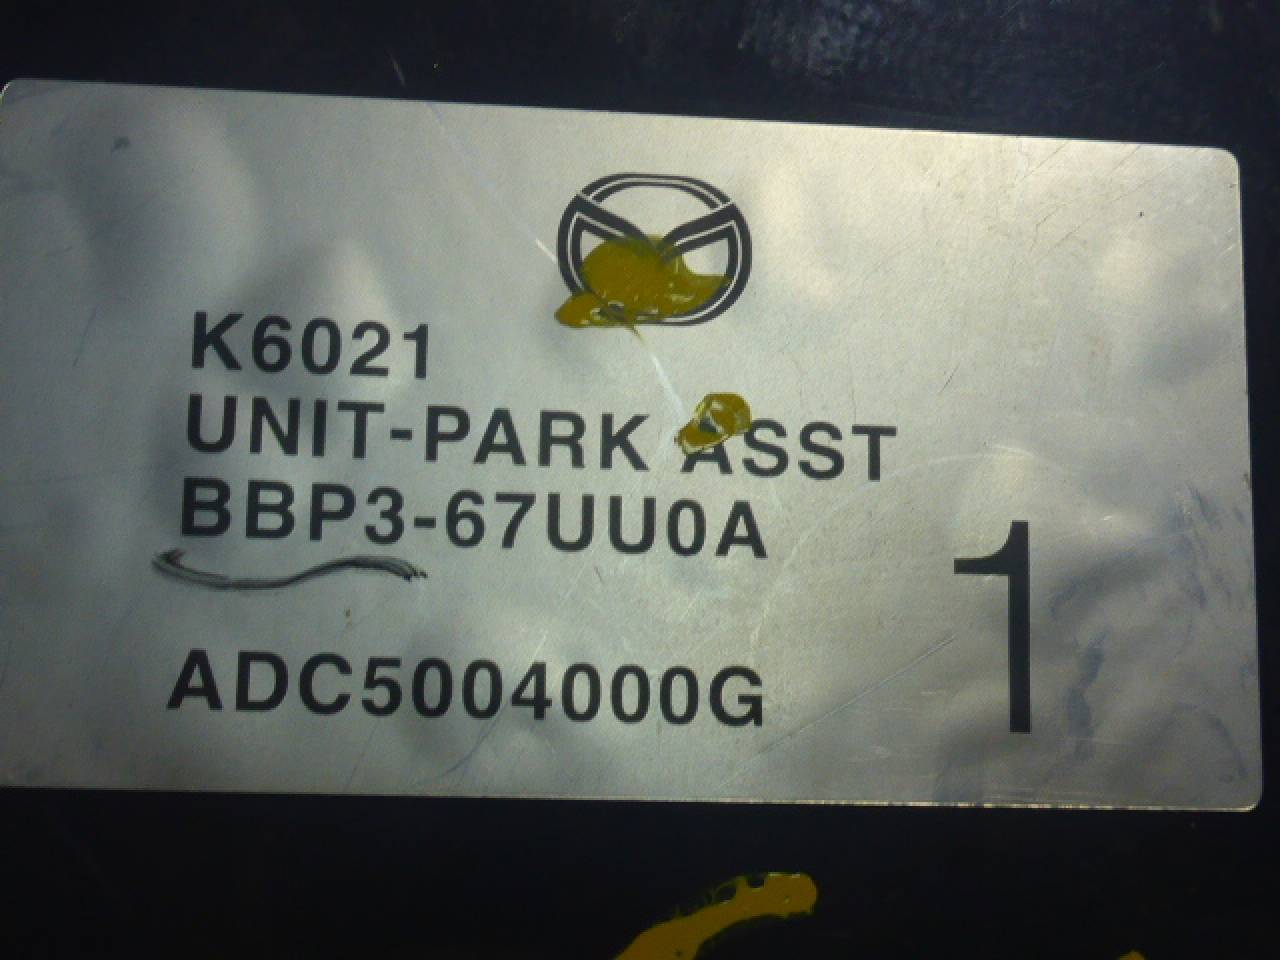 K6021
UNIT-PARK ASST
BBP3-67UU0A
1
ADC5004000G